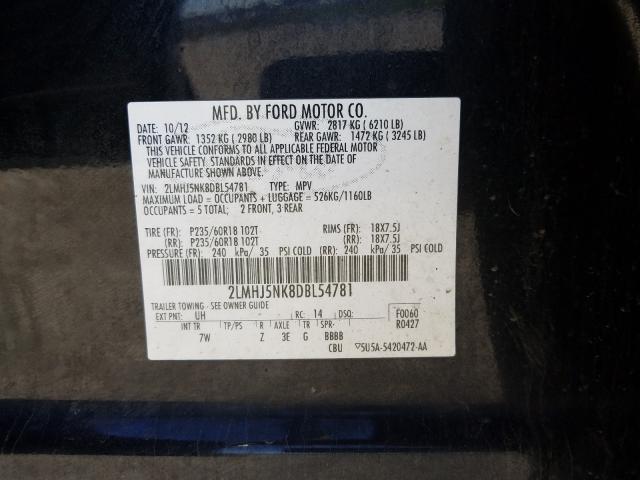 MFD. BY FORD MOTOR CO.
DATE: 10/12 GVWR: 2817 KG ( 6210 LB)
FRONT GAWR: 1352 KG ( 2980 LB) REAR GAWR: 1472 KG ( 3245 LB)
THIS VEHICLE CONFORMS TO ALL APPLICABLE FEDERAL MOTOR
VEHICLE SAFETY STANDARDS IN EFFECT ON THE DATE OF
MANUFACTURE SHOWN ABOVE.
VIN: 2LMHJ5NK8DBL54781 TYPE: MPV
MAXIMUM LOAD = OCCUPANTS + LUGGAGE = 526KG/1160LB
OCCUPANTS = 5 TOTAL; 2 FRONT, 3 REAR
TIRE (FR): P235/60R18 102T RIMS (FR): 18X7.5J
(RR): P235/60R18 102T (RR): 18X7.5J
PRESSURE (FR): 240 kPa/ 35 PSI COLD (RR): 240 kPa/ 35 PSI COLD
2LMHJ5NK8DBL54781
TRAILER TOWING - SEE OWNER GUIDE
EXT PNT: UH RC: 14 DSO: F0060
R0427
INT TR TP/PS R AXLE TR SPR
7W Z 3E G BBBB
CBU 5U5A-5420472-AA